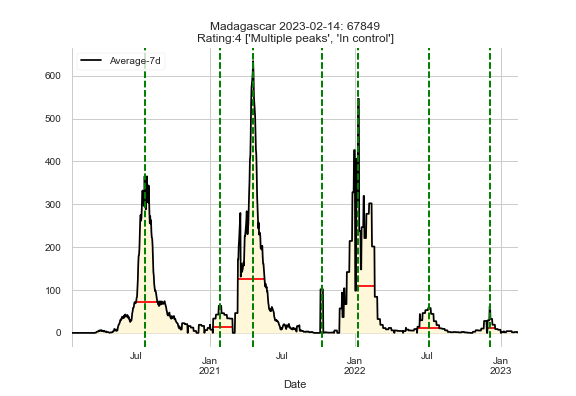 Madagascar 2023-02-14: 67849
Rating:4 ['Multiple peaks', 'In control']
Average-7d
600
500
400
300
200
100
0
Jul
Jan
2021
Jul
Jan
2022
Jul
Jan
2023
Date